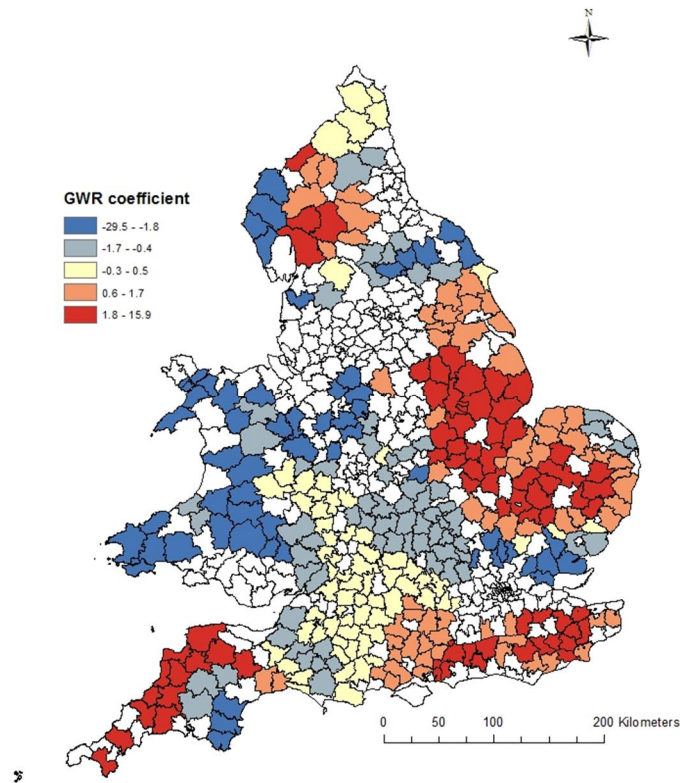 N
GWR coefficient
-29.5 - -1.8
-1.7 - -0.4
-0.3 - 0.5
0.6 - 1.7
1.8 - 15.9
0 50 100 200 Kilometers